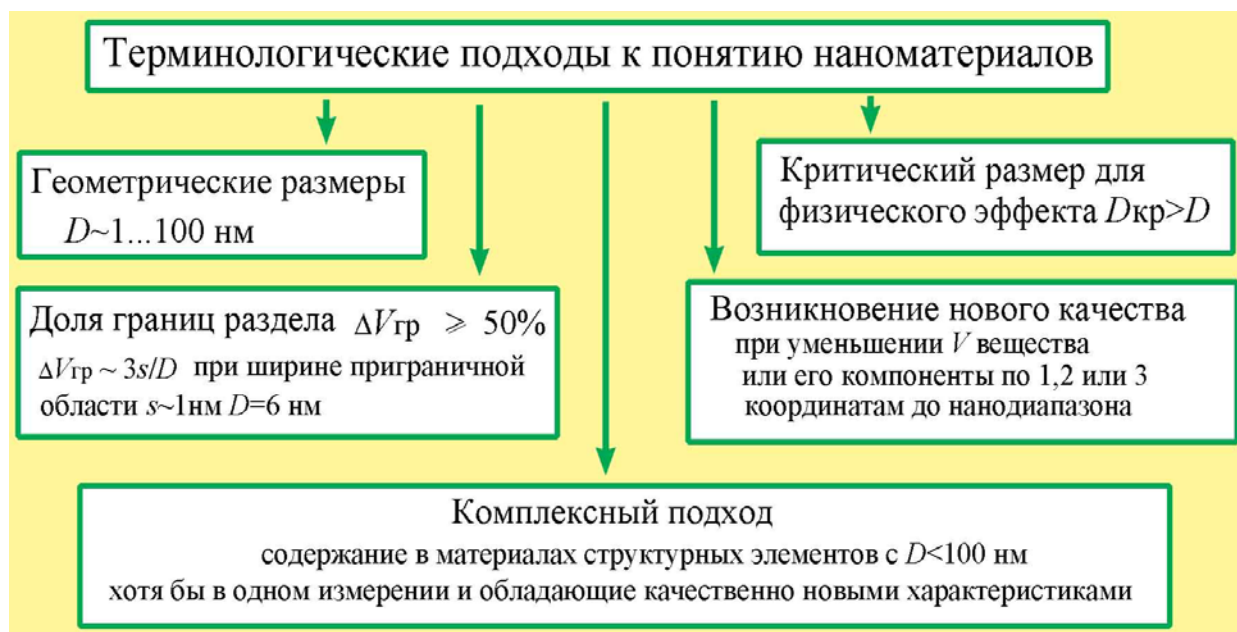 Терминологические подходы к понятию наноматериалов
Геометрические размеры
D~1...100 нм
Критический размер для
физического эффекта Dкр>D
Доля границ раздела ΔVгр ⩾ 50%
ΔVгр ~ 3s/D при ширине приграничной
области s~1нм D=6 нм
Возникновение нового качества
при уменьшении V вещества
или его компоненты по 1,2 или 3
координатам до нанодиапазона
Комплексный подход
содержание в материалах структурных элементов с D<100 нм
хотя бы в одном измерении и обладающие качественно новыми характеристиками